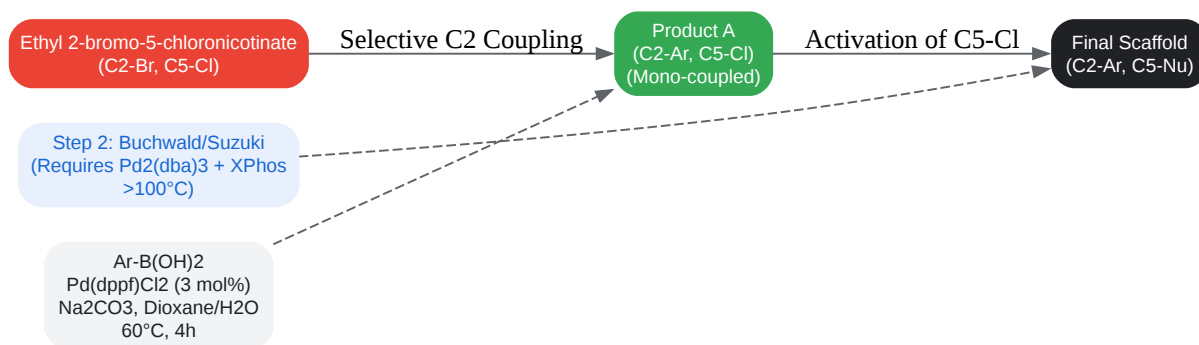 Ethyl 2-bromo-5-chloronicotinate
(C2-Br, C5-Cl)
Selective C2 Coupling
Product A
(C2-Ar, C5-Cl)
(Mono-coupled)
Activation of C5-Cl
Final Scaffold
(C2-Ar, C5-Nu)
Step 2: Buchwald/Suzuki
(Requires Pd2(dba)3 + XPhos
>100°C)
Ar-B(OH)2
Pd(dppf)Cl2 (3 mol%)
Na2CO3, Dioxane/H2O
60°C, 4h